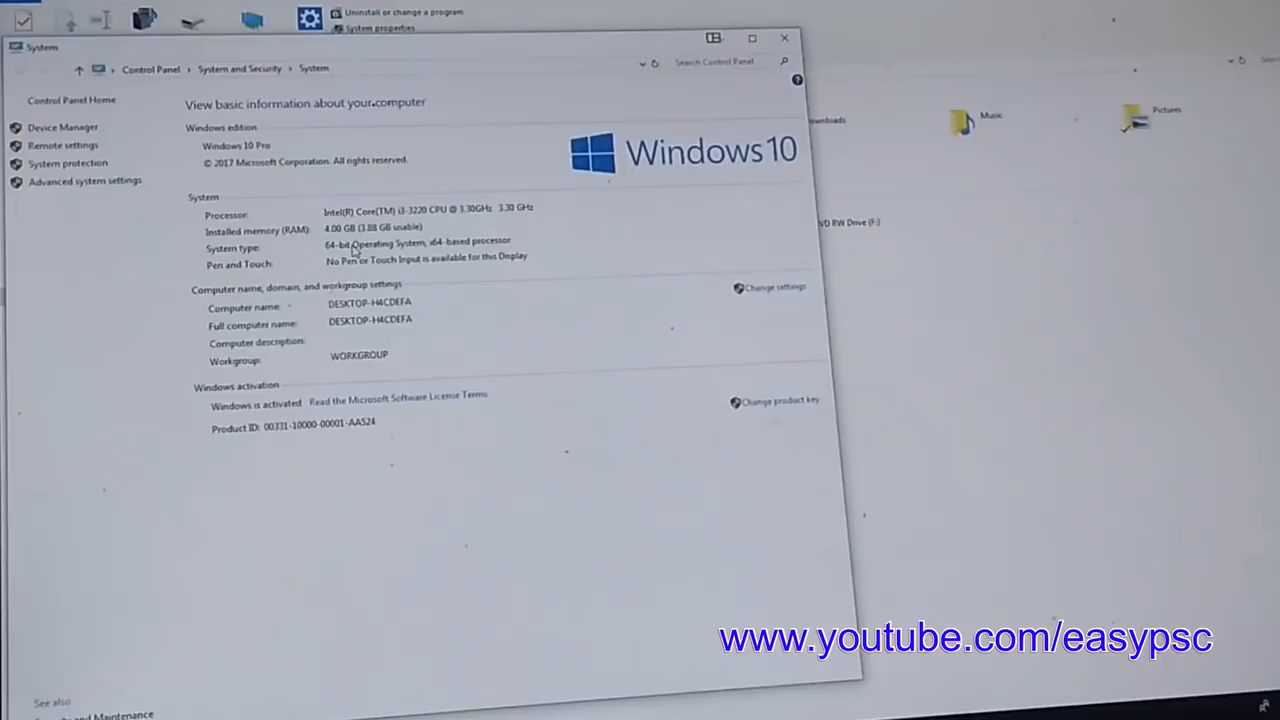 Uninstall or change a program
System properties
System
Control Panel › System and Security › System
Search Control Panel
Control Panel Home
Device Manager
Remote settings
System protection
Advanced system settings
View basic information about your computer
Windows edition
Windows 10 Pro
© 2017 Microsoft Corporation. All rights reserved.
Windows 10
System
Processor: Intel(R) Core(TM) i3-3220 CPU @ 3.30GHz 3.30 GHz
Installed memory (RAM): 4.00 GB (3.88 GB usable)
System type: 64-bit Operating System, x64-based processor
Pen and Touch: No Pen or Touch Input is available for this Display
Computer name, domain, and workgroup settings
Computer name: DESKTOP-H4CDEFA
Full computer name: DESKTOP-H4CDEFA
Computer description:
Workgroup: WORKGROUP
Change settings
Windows activation
Windows is activated Read the Microsoft Software License Terms
Product ID: 00331-10000-00001-AA524
Change product key
See also
Maintenance
ownloads
Music
Pictures
VD RW Drive (F:)
www.youtube.com/easypsc